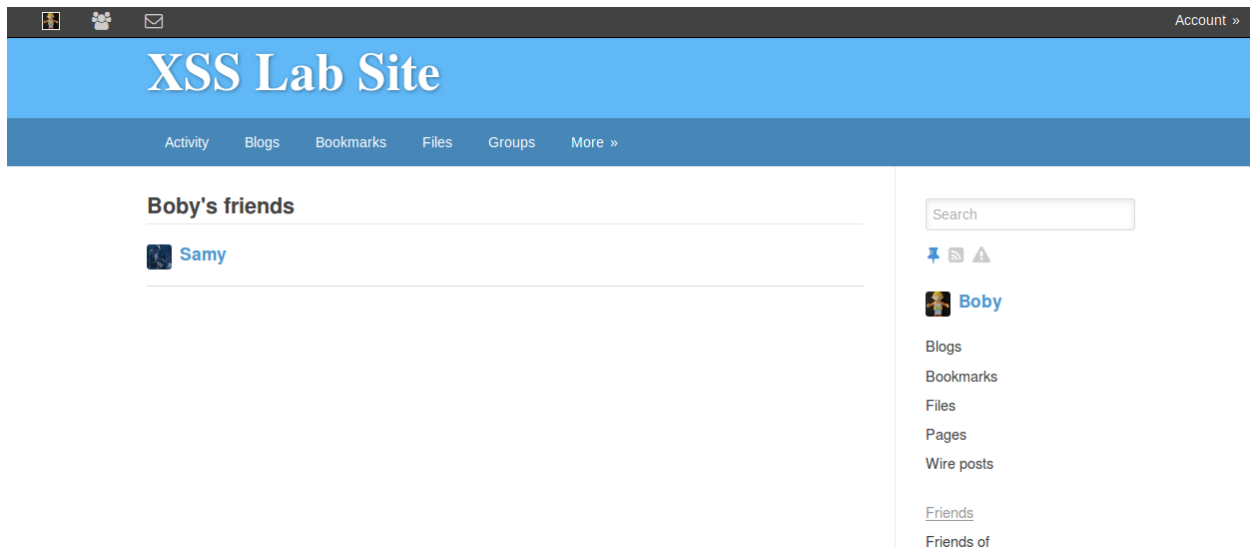 Account »
XSS Lab Site
Activity Blogs Bookmarks Files Groups More »
Boby's friends
Samy
Search
Boby
Blogs
Bookmarks
Files
Pages
Wire posts
Friends
Friends of